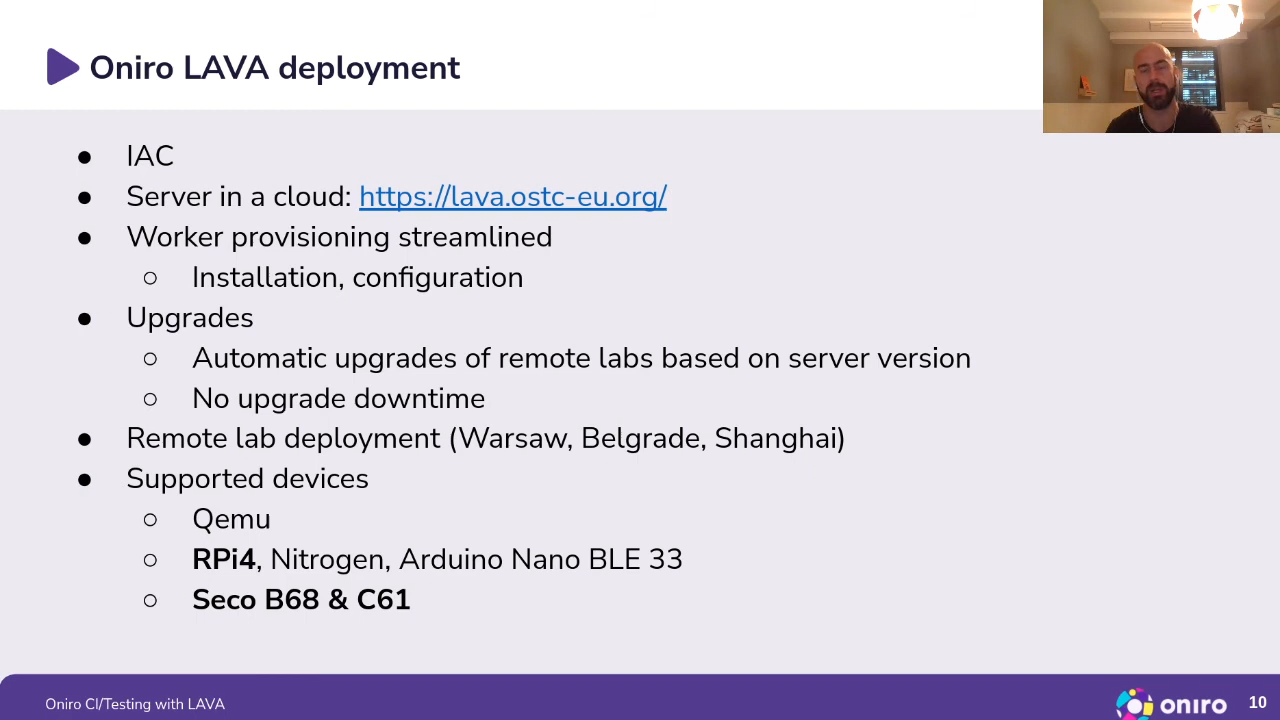 Oniro LAVA deployment
● IAC
● Server in a cloud: https://lava.ostc-eu.org/
● Worker provisioning streamlined
○ Installation, configuration
● Upgrades
○ Automatic upgrades of remote labs based on server version
○ No upgrade downtime
● Remote lab deployment (Warsaw, Belgrade, Shanghai)
● Supported devices
○ Qemu
○ RPi4, Nitrogen, Arduino Nano BLE 33
○ Seco B68 & C61
Oniro CI/Testing with LAVA
oniro
10